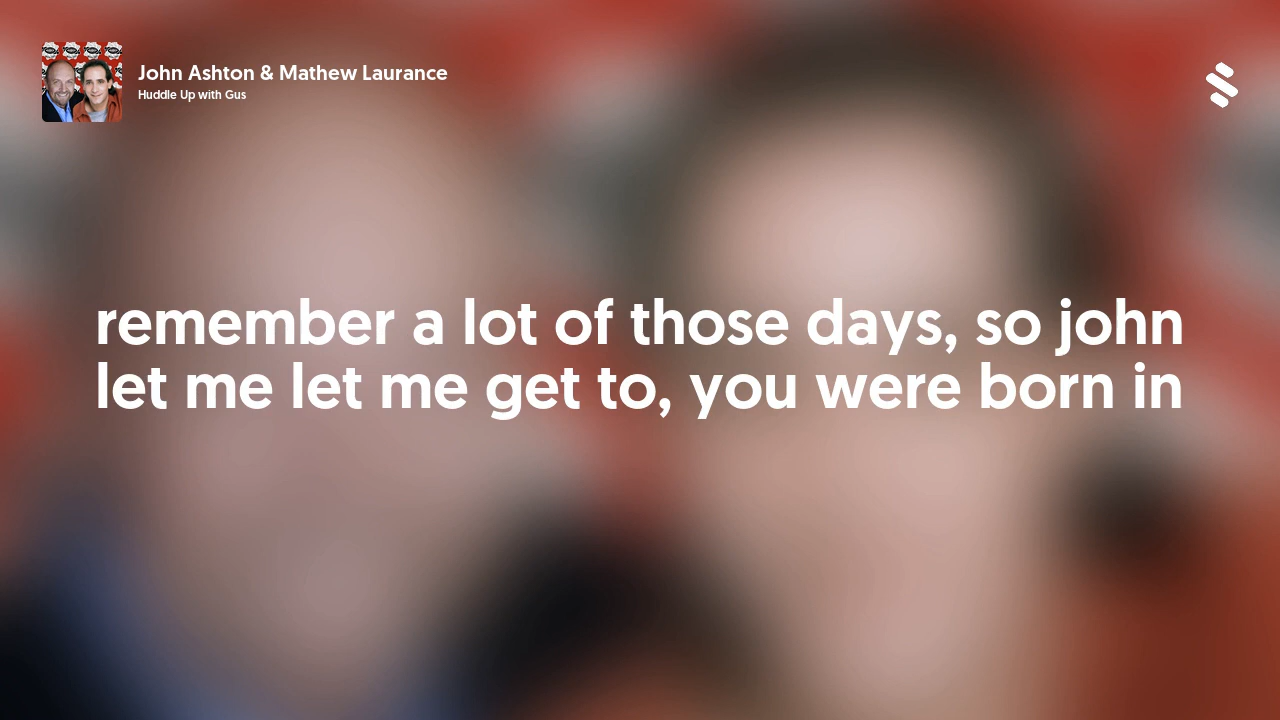 John Ashton & Mathew Laurance
Huddle Up with Gus
remember a lot of those days, so john
let me let me get to, you were born in